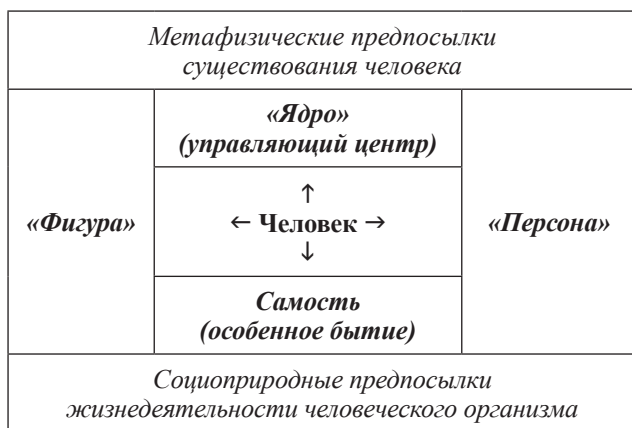 Метафизические предпосылки
существования человека
«Ядро»
(управляющий центр)
«Фигура»
↑
← Человек →
↓
«Персона»
Самость
(особенное бытие)
Социоприродные предпосылки
жизнедеятельности человеческого организма